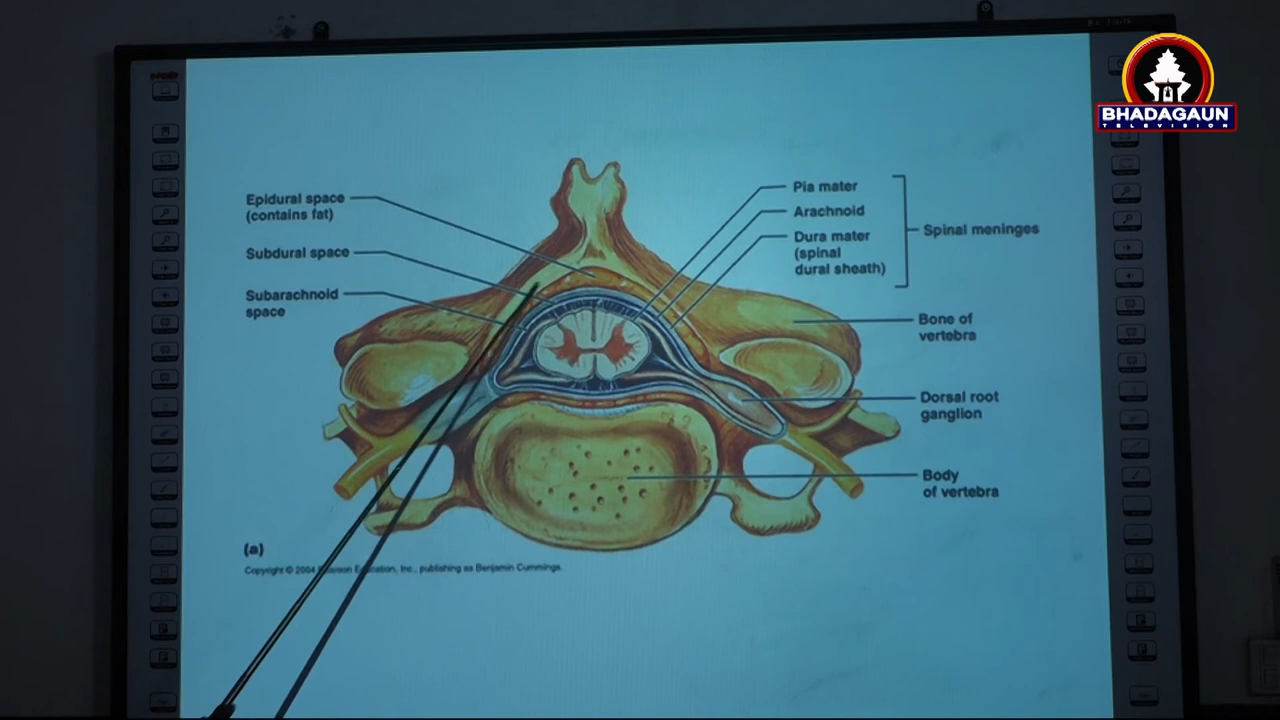 BHADAGAUN
TELEVISION
Epidural space
(contains fat)
Subdural space
Subarachnoid
space
Pia mater
Arachnoid
Dura mater
(spinal
dural sheath)
Spinal meninges
Bone of
vertebra
Dorsal root
ganglion
Body
of vertebra
(a)
Copyright © 2004 Education, Inc., publishing as Benjamin Cummings.